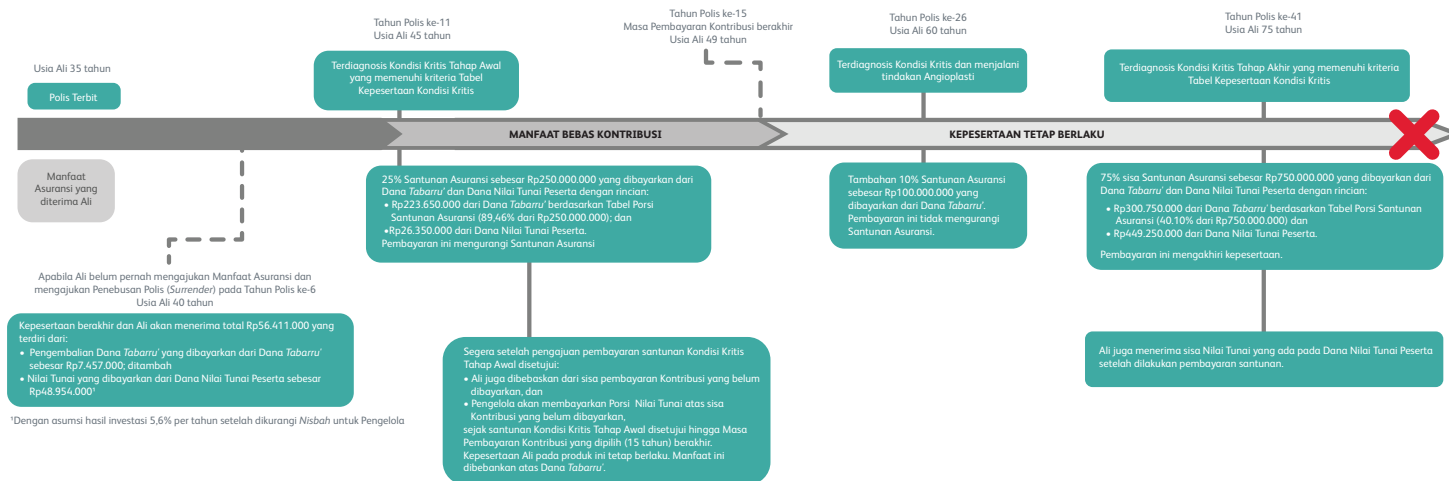 Usia Ali 35 tahun
Polis Terbit
Tahun Polis ke-11
Usia Ali 45 tahun
Terdiagnosis Kondisi Kritis Tahap Awal
yang memenuhi kriteria Tabel
Kepesertaan Kondisi Kritis
Tahun Polis ke-15
Masa Pembayaran Kontribusi berakhir
Usia Ali 49 tahun
Tahun Polis ke-26
Usia Ali 60 tahun
Terdiagnosis Kondisi Kritis dan menjalani
tindakan Angioplasti
Tahun Polis ke-41
Usia Ali 75 tahun
Terdiagnosis Kondisi Kritis Tahap Akhir yang memenuhi kriteria
Tabel Kepesertaan Kondisi Kritis
MANFAAT BEBAS KONTRIBUSI
KEPESERTAAN TETAP BERLAKU
Manfaat
Asuransi yang
diterima Ali
25% Santunan Asuransi sebesar Rp250.000.000 yang dibayarkan dari
Dana Tabarru' dan Dana Nilai Tunai Peserta dengan rincian:
• Rp223.650.000 dari Dana Tabarru' berdasarkan Tabel Porsi
Santunan Asuransi (89,46% dari Rp250.000.000); dan
•Rp26.350.000 dari Dana Nilai Tunai Peserta.
Pembayaran ini mengurangi Santunan Asuransi
Tambahan 10% Santunan Asuransi
sebesar Rp100.000.000 yang
dibayarkan dari Dana Tabarru'.
Pembayaran ini tidak mengurangi
Santunan Asuransi.
75% sisa Santunan Asuransi sebesar Rp750.000.000 yang dibayarkan dari
Dana Tabarru' dan Dana Nilai Tunai Peserta dengan rincian:
• Rp300.750.000 dari Dana Tabarru' berdasarkan Tabel Porsi Santunan
Asuransi (40.10% dari Rp750.000.000) dan
• Rp449.250.000 dari Dana Nilai Tunai Peserta.
Pembayaran ini mengakhiri kepesertaan.
Apabila Ali belum pernah mengajukan Manfaat Asuransi dan
mengajukan Penebusan Polis (Surrender) pada Tahun Polis ke-6
Usia Ali 40 tahun
Kepesertaan berakhir dan Ali akan menerima total Rp56.411.000 yang
terdiri dari:
• Pengembalian Dana Tabarru' yang dibayarkan dari Dana Tabarru'
sebesar Rp7.457.000; ditambah
• Nilai Tunai yang dibayarkan dari Dana Nilai Tunai Peserta sebesar
Rp48.954.000¹
¹Dengan asumsi hasil investasi 5,6% per tahun setelah dikurangi Nisbah untuk Pengelola
Segera setelah pengajuan pembayaran santunan Kondisi Kritis
Tahap Awal disetujui:
• Ali juga dibebaskan dari sisa pembayaran Kontribusi yang belum
dibayarkan, dan
• Pengelola akan membayarkan Porsi Nilai Tunai atas sisa
Kontribusi yang belum dibayarkan,
sejak santunan Kondisi Kritis Tahap Awal disetujui hingga Masa
Pembayaran Kontribusi yang dipilih (15 tahun) berakhir.
Kepesertaan Ali pada produk ini tetap berlaku. Manfaat ini
dibebankan atas Dana Tabarru'.
Ali juga menerima sisa Nilai Tunai yang ada pada Dana Nilai Tunai Peserta
setelah dilakukan pembayaran santunan.